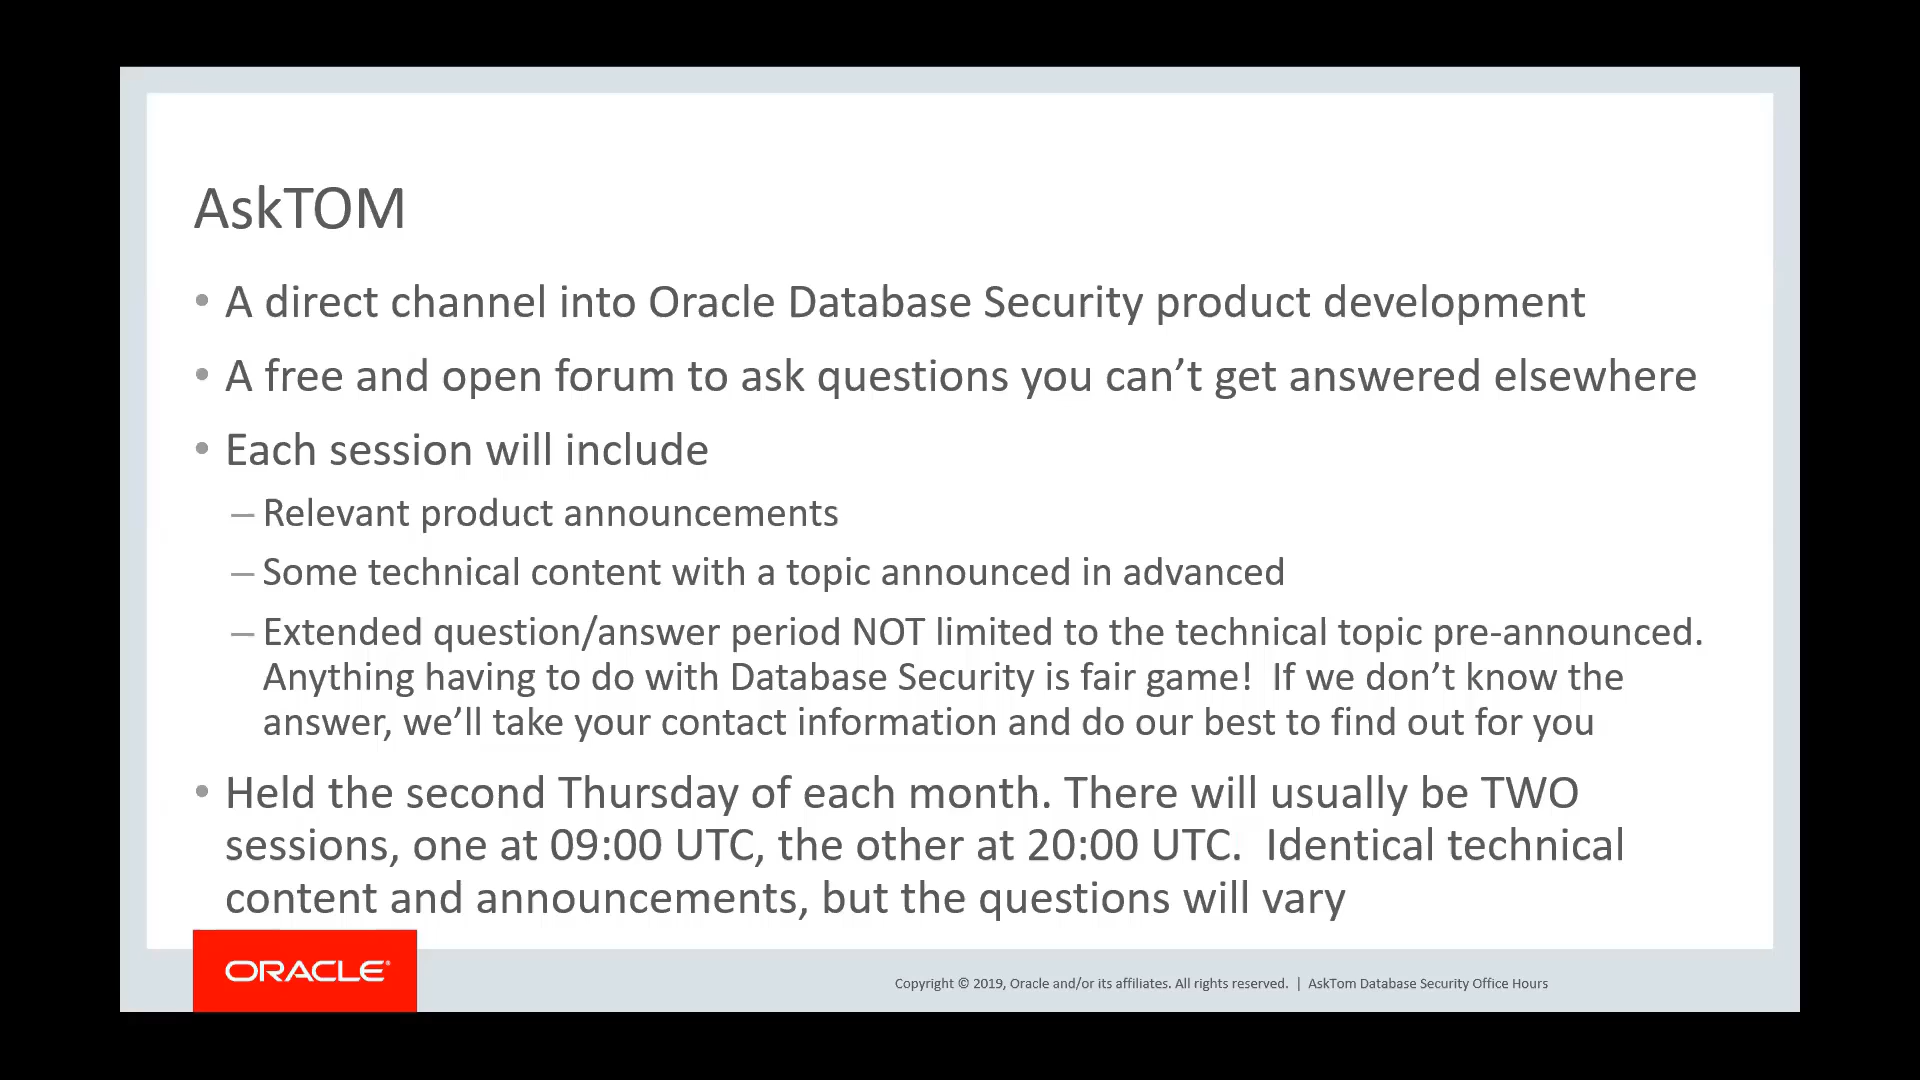 AskTOM
• A direct channel into Oracle Database Security product development
• A free and open forum to ask questions you can’t get answered elsewhere
• Each session will include
– Relevant product announcements
– Some technical content with a topic announced in advanced
– Extended question/answer period NOT limited to the technical topic pre-announced.
Anything having to do with Database Security is fair game!  If we don’t know the
answer, we’ll take your contact information and do our best to find out for you
• Held the second Thursday of each month. There will usually be TWO
sessions, one at 09:00 UTC, the other at 20:00 UTC.  Identical technical
content and announcements, but the questions will vary
ORACLE®
Copyright © 2019, Oracle and/or its affiliates. All rights reserved. | AskTom Database Security Office Hours